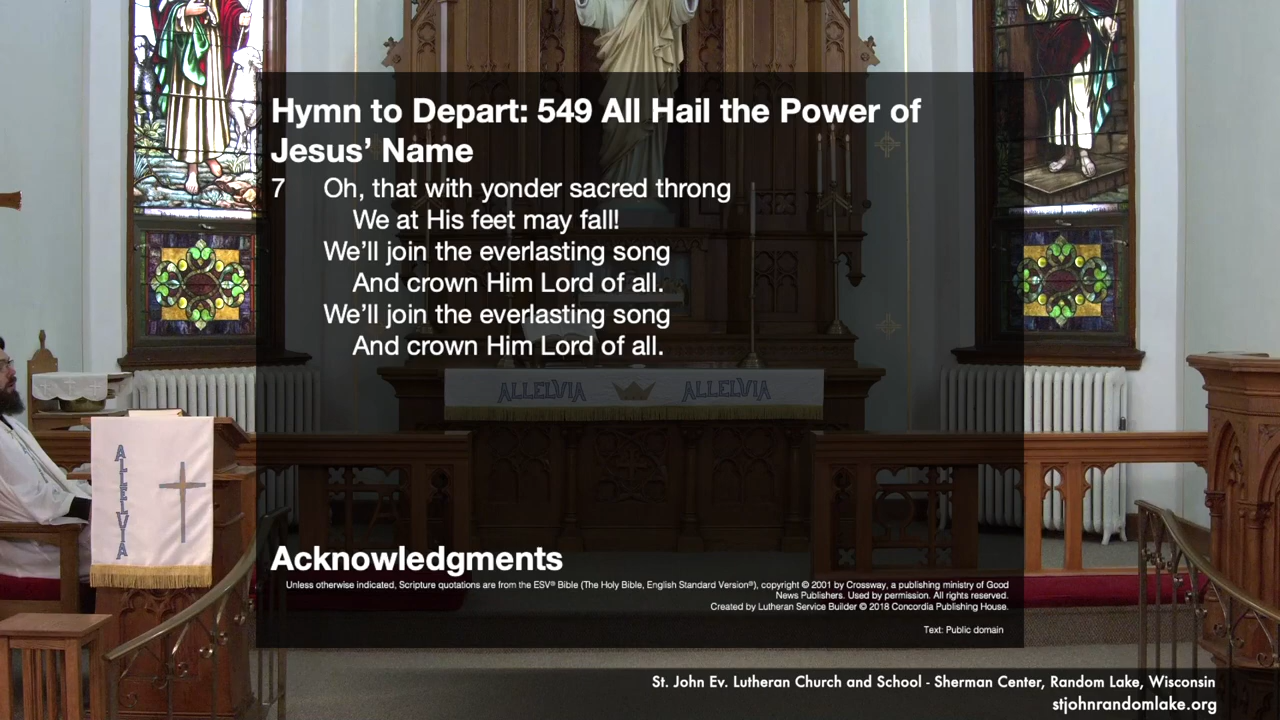 Hymn to Depart: 549 All Hail the Power of
Jesus’ Name
7 Oh, that with yonder sacred throng
We at His feet may fall!
We’ll join the everlasting song
And crown Him Lord of all.
We’ll join the everlasting song
And crown Him Lord of all.
ALLELVIA ALLELVIA
ALLELVIA
Acknowledgments
Unless otherwise indicated, Scripture quotations are from the ESV® Bible (The Holy Bible, English Standard Version®), copyright © 2001 by Crossway, a publishing ministry of Good
News Publishers. Used by permission. All rights reserved.
Created by Lutheran Service Builder © 2018 Concordia Publishing House.
Text: Public domain
St. John Ev. Lutheran Church and School - Sherman Center, Random Lake, Wisconsin
stjohnrandomlake.org